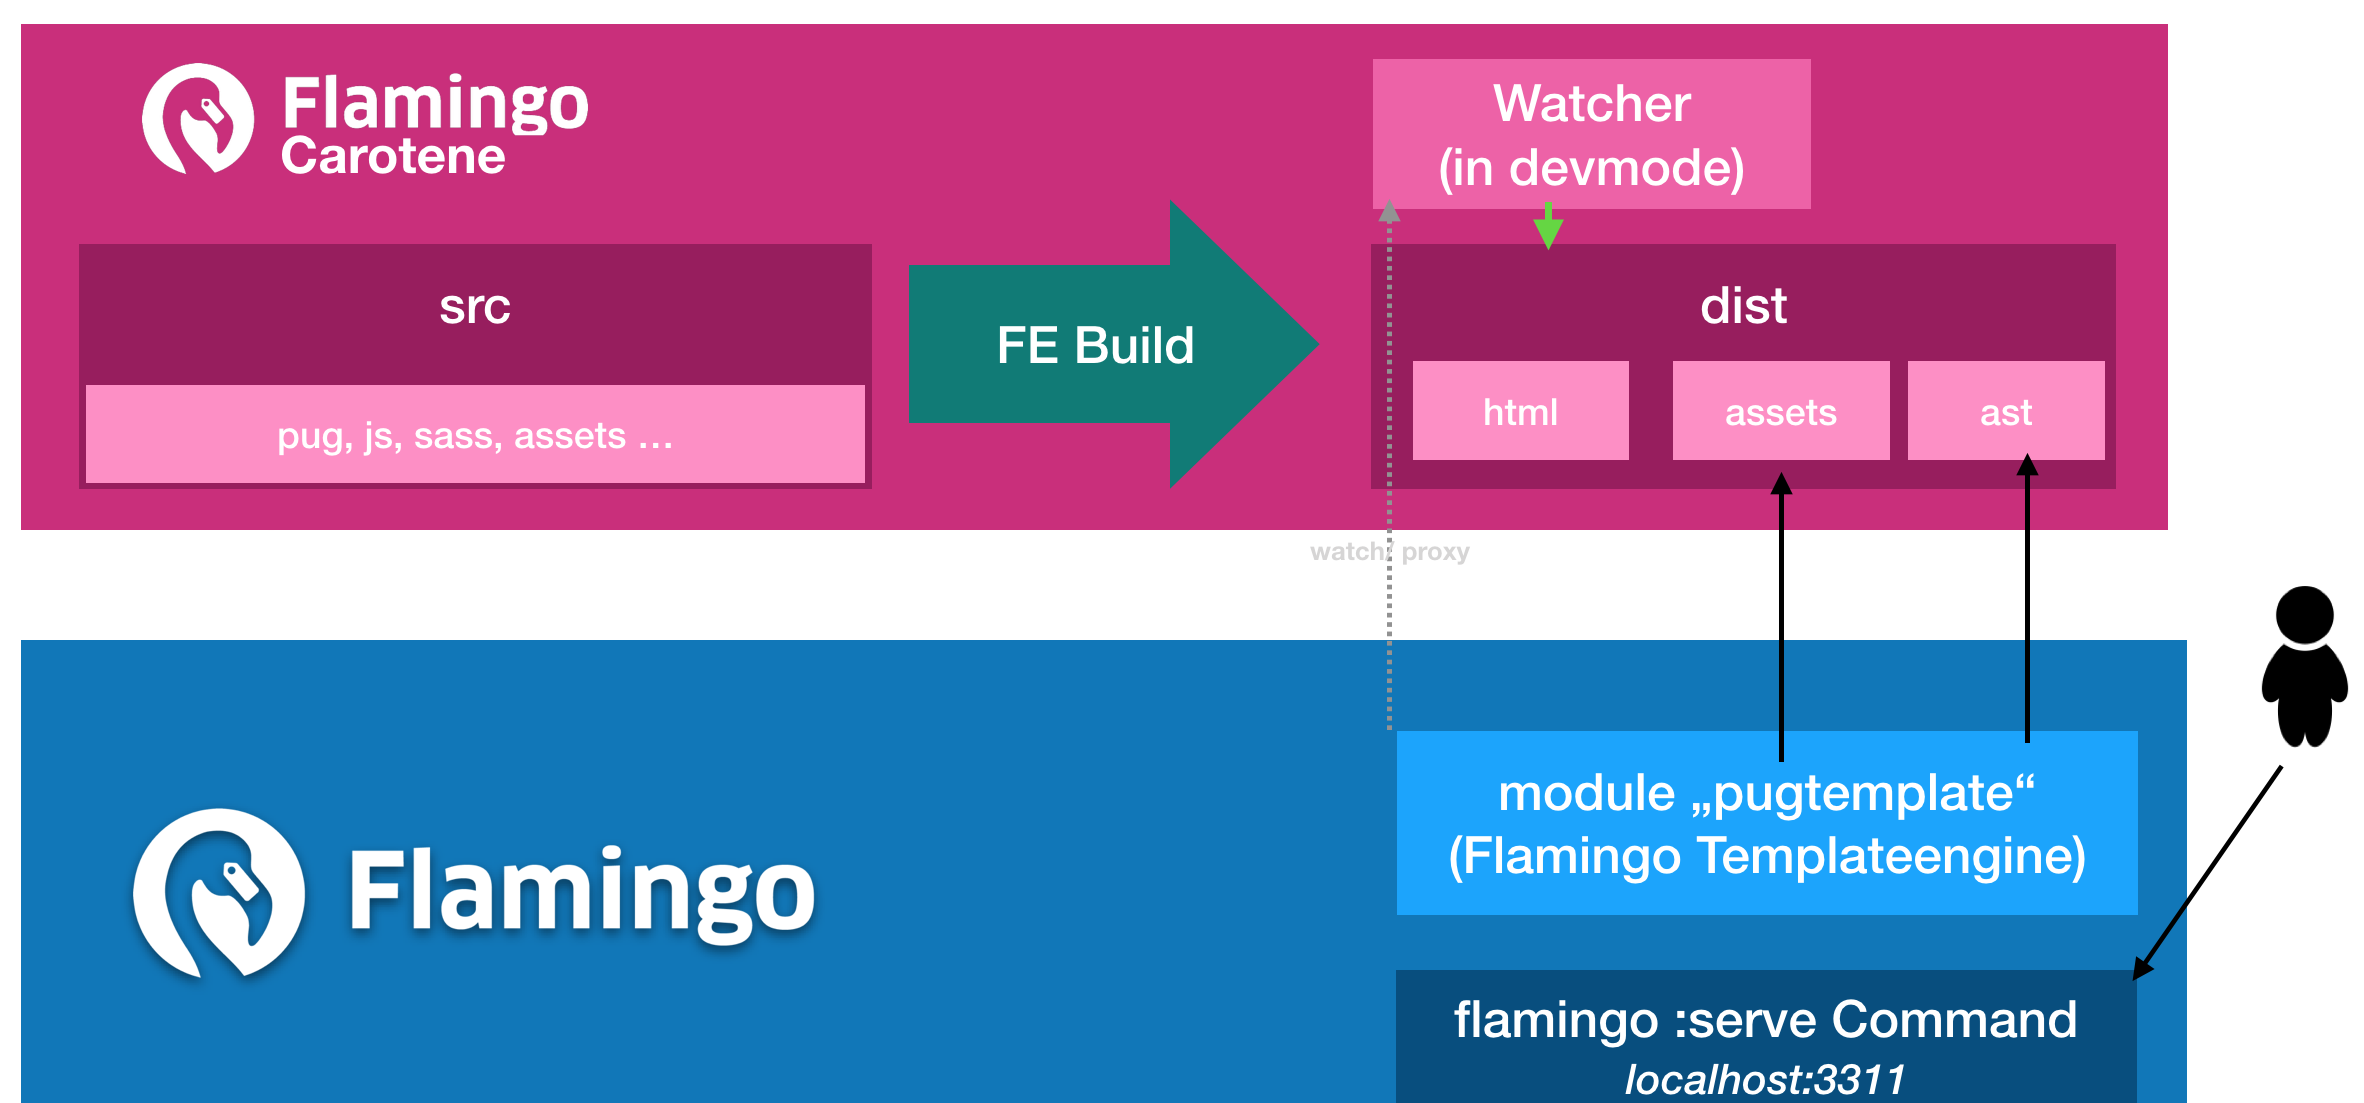 Flamingo
Carotene
Watcher
(in devmode)
src
pug, js, sass, assets ...
FE Build
dist
html
assets
ast
watch/ proxy
Flamingo
module „pugtemplate“
(Flamingo Templateengine)
flamingo :serve Command
localhost:3311